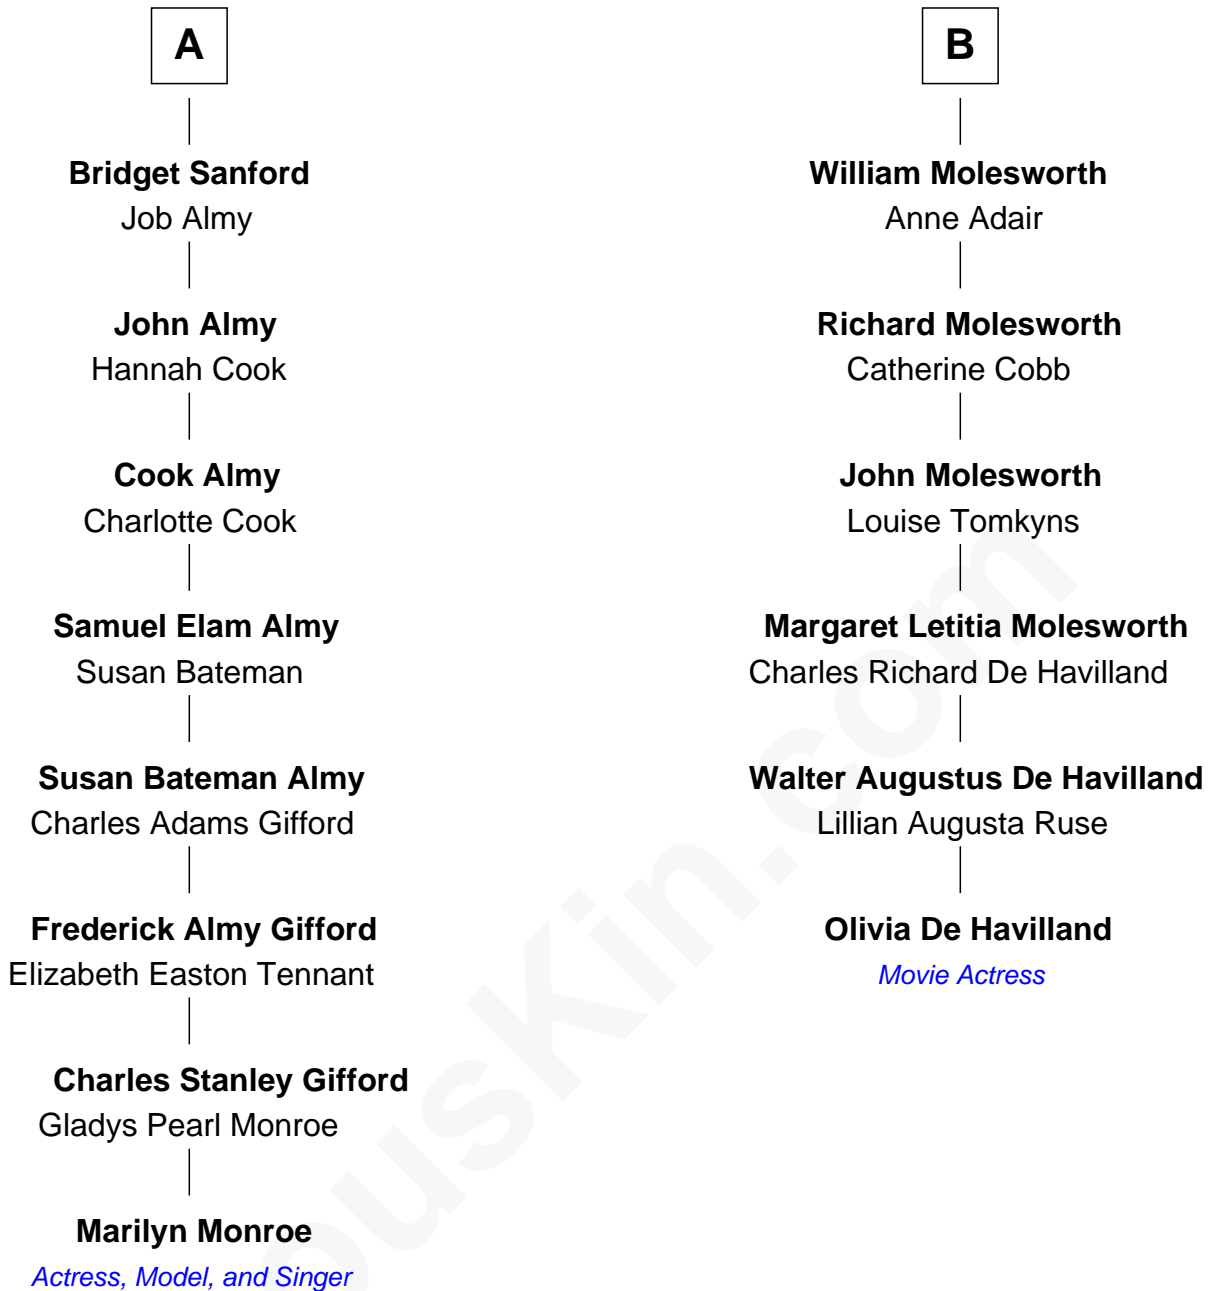 A
Bridget Sanford
Job Almy
John Almy
Hannah Cook
Cook Almy
Charlotte Cook
Samuel Elam Almy
Susan Bateman
Susan Bateman Almy
Charles Adams Gifford
Frederick Almy Gifford
Elizabeth Easton Tennant
Charles Stanley Gifford
Gladys Pearl Monroe
Marilyn Monroe
Actress, Model, and Singer
B
William Molesworth
Anne Adair
Richard Molesworth
Catherine Cobb
John Molesworth
Louise Tomkyns
Margaret Letitia Molesworth
Charles Richard De Havilland
Walter Augustus De Havilland
Lillian Augusta Ruse
Olivia De Havilland
Movie Actress
ousKin.com